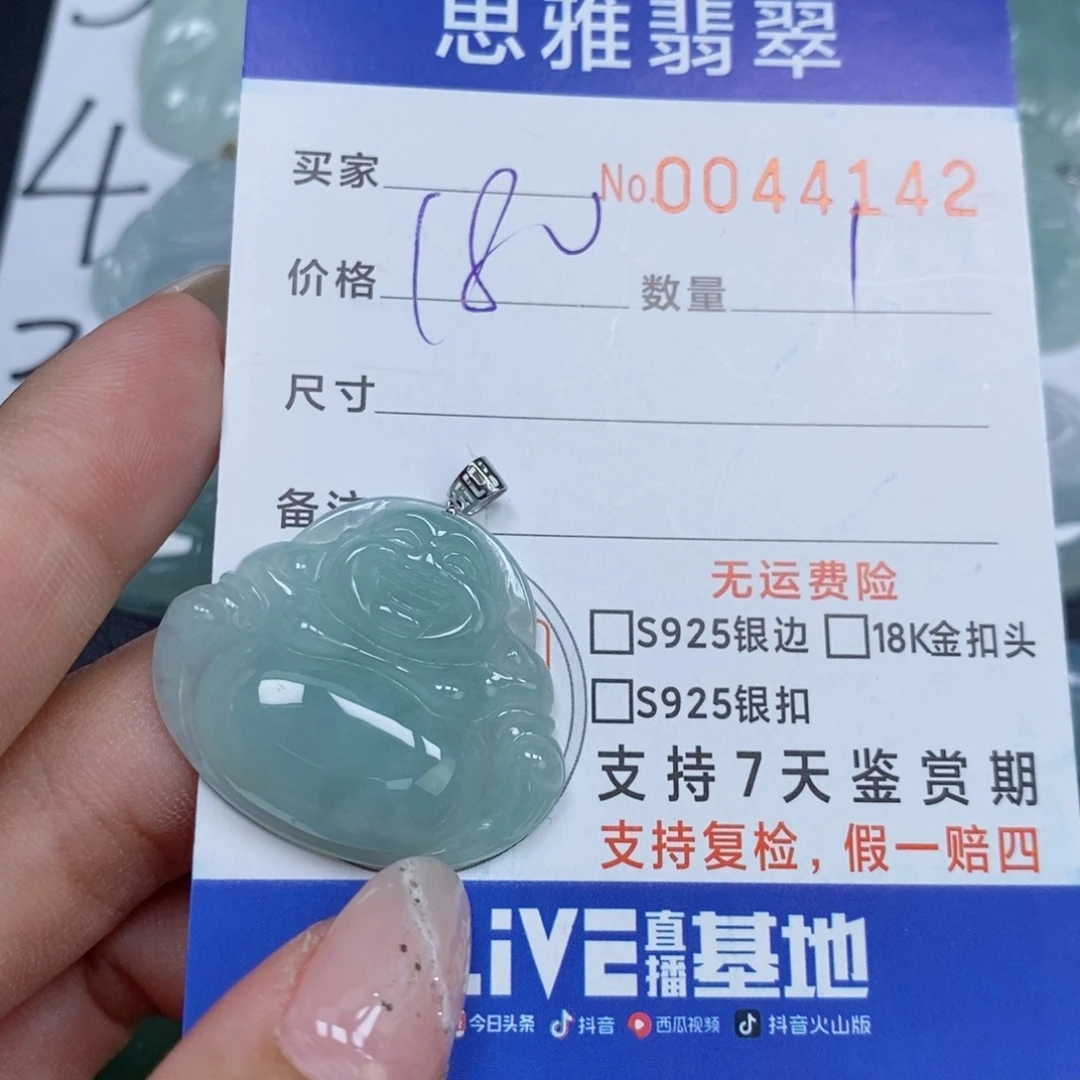 思雅翡翠
买家 No.0044142
价格 180 数量 1
尺寸
备注
无运费险
□S925银边 □18K金扣头
□S925银扣
支持7天鉴赏期
支持复检，假一赔四
LiVE直播基地
今日头条 抖音 西瓜视频 抖音火山版
4